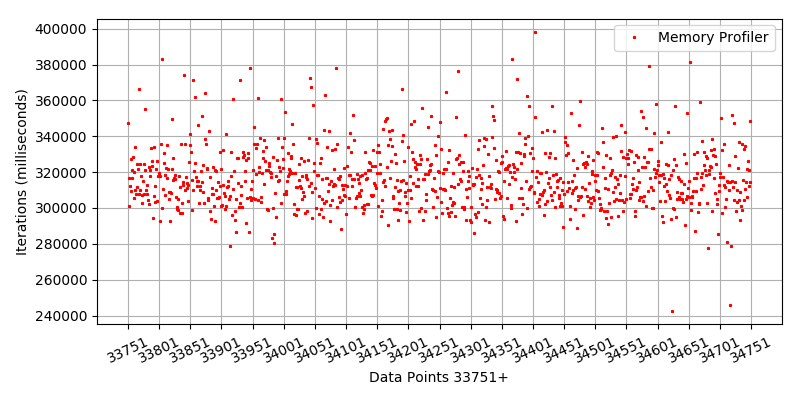 400000
380000
360000
340000
320000
300000
280000
260000
240000
Iterations (milliseconds)
Memory Profiler
33751 33801 33851 33901 33951 34001 34051 34101 34151 34201 34251 34301 34351 34401 34451 34501 34551 34601 34651 34701 34751
Data Points 33751+